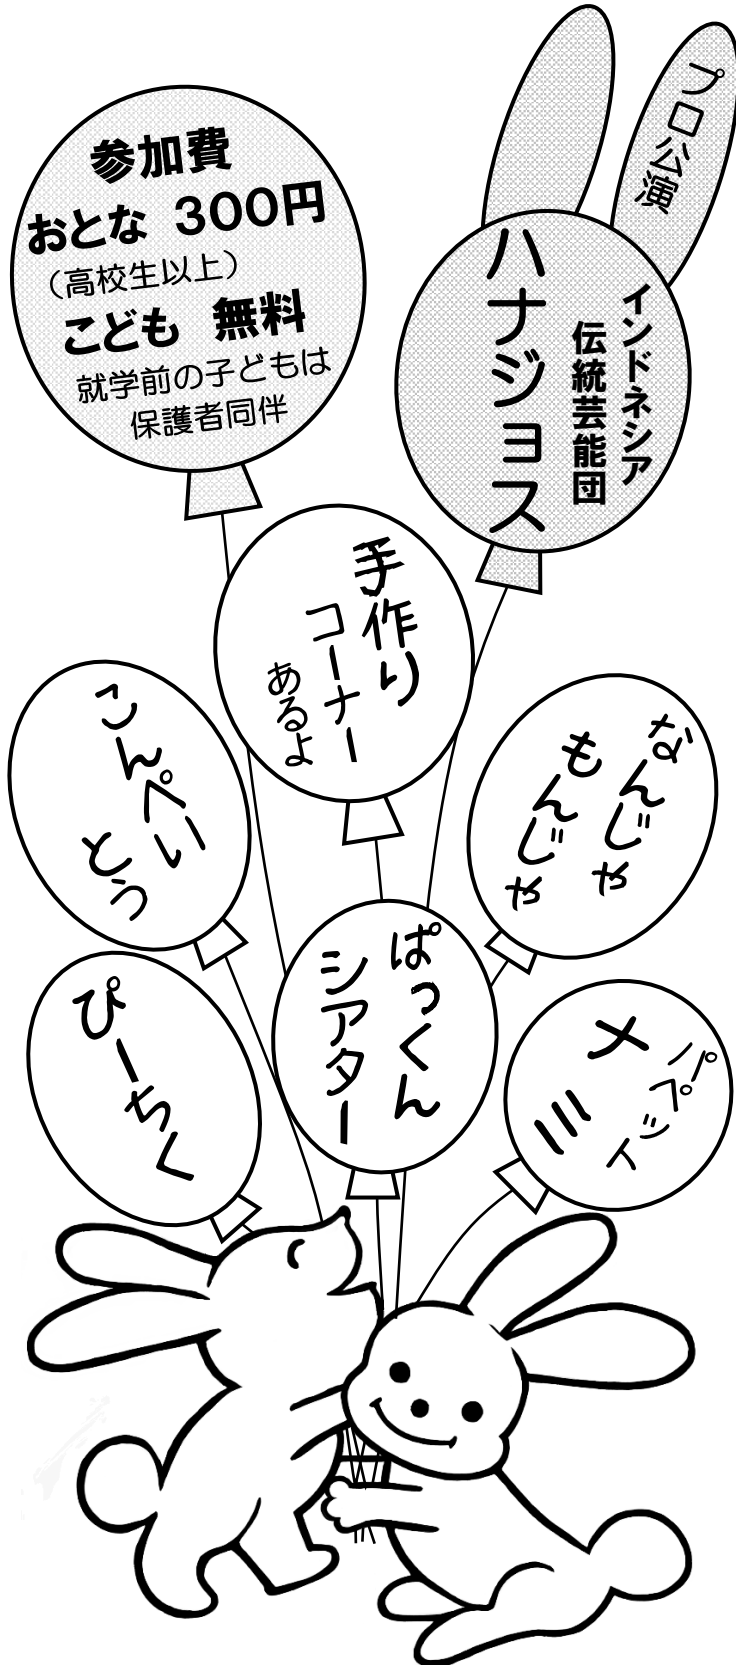 参加費
おとな 300円
(高校生以上)
こども 無料
就学前の子どもは
保護者同伴
プロ公演
インドネシア
伝統芸能団
ハナジョス
手作り
コーナー
あるよ
こんぺい
とう
なんじゃ
もんじゃ
ぴーちく
ぱっくん
シアター
パペット
メミ